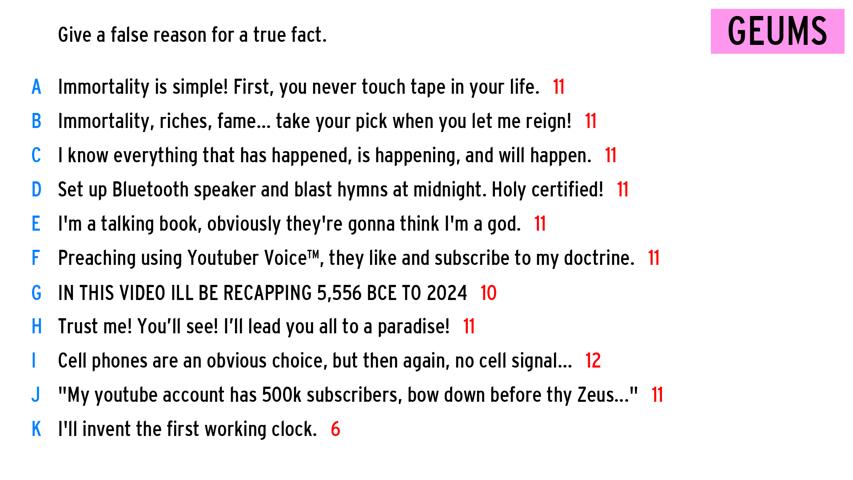 Give a false reason for a true fact.
GEUMS
A Immortality is simple! First, you never touch tape in your life. 11
B Immortality, riches, fame... take your pick when you let me reign! 11
C I know everything that has happened, is happening, and will happen. 11
D Set up Bluetooth speaker and blast hymns at midnight. Holy certified! 11
E I'm a talking book, obviously they're gonna think I'm a god. 11
F Preaching using Youtuber Voice™, they like and subscribe to my doctrine. 11
G IN THIS VIDEO ILL BE RECAPPING 5,556 BCE TO 2024 10
H Trust me! You’ll see! I’ll lead you all to a paradise! 11
I Cell phones are an obvious choice, but then again, no cell signal... 12
J "My youtube account has 500k subscribers, bow down before thy Zeus..." 11
K I'll invent the first working clock. 6